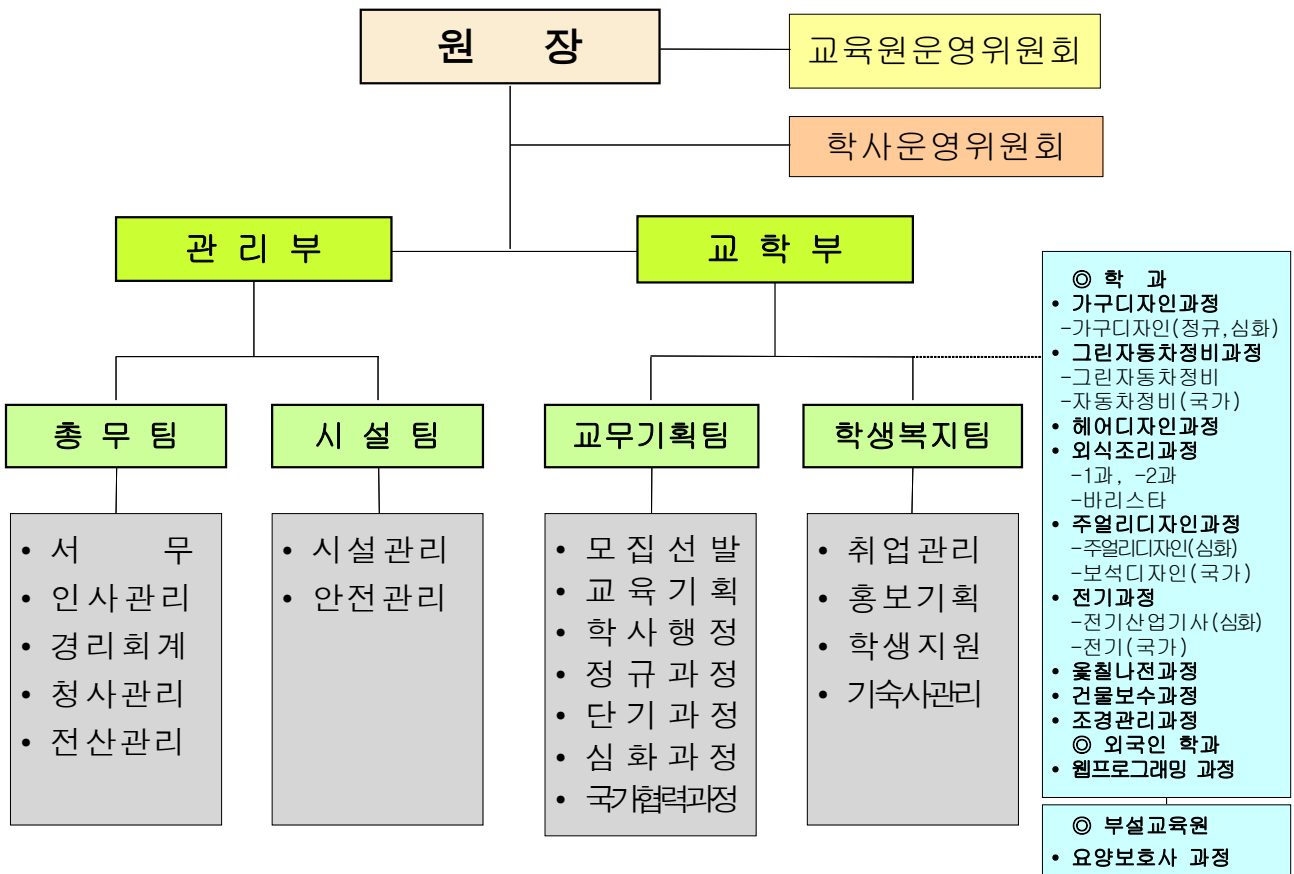 원 장
교육원운영위원회
학사운영위원회
관 리 부
교 학 부
총 무 팀
시 설 팀
교무기획팀
학생복지팀
• 서 무
• 인사관리
• 경리회계
• 청사관리
• 전산관리
• 시설관리
• 안전관리
• 모집선발
• 교육기획
• 학사행정
• 정규과정
• 단기과정
• 심화과정
• 국가협력과정
• 취업관리
• 홍보기획
• 학생지원
• 기숙사관리
◎ 학 과
• 가구디자인과정
-가구디자인(정규,심화)
• 그린자동차정비과정
-그린자동차정비
-자동차정비(국가)
• 헤어디자인과정
• 외식조리과정
-1과, -2과
-바리스타
• 주얼리디자인과정
-주얼리디자인(심화)
-보석디자인(국가)
• 전기과정
-전기산업기사(심화)
-전기(국가)
• 옻칠나전과정
• 건물보수과정
• 조경관리과정
◎ 외국인 학과
• 웹프로그래밍 과정
◎ 부설교육원
• 요양보호사 과정